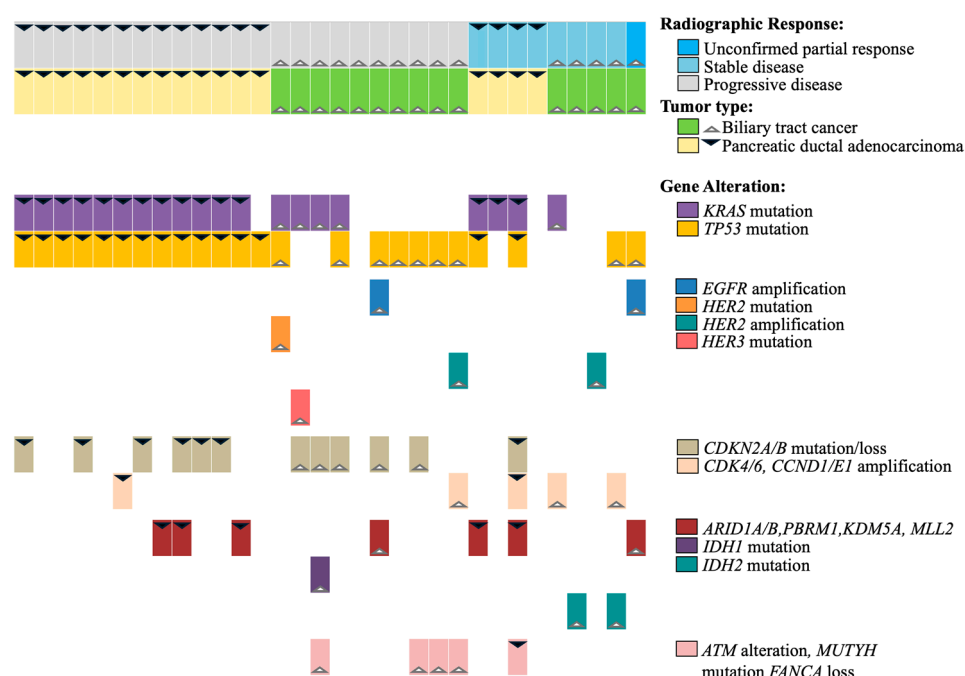 Radiographic Response:
Unconfirmed partial response
Stable disease
Progressive disease
Tumor type:
Biliary tract cancer
Pancreatic ductal adenocarcinoma
Gene Alteration:
KRAS mutation
TP53 mutation
EGFR amplification
HER2 mutation
HER2 amplification
HER3 mutation
CDKN2A/B mutation/loss
CDK4/6, CCND1/E1 amplification
ARID1A/B,PBRM1,KDM5A, MLL2
IDH1 mutation
IDH2 mutation
ATM alteration, MUTYH
mutation FANCA loss